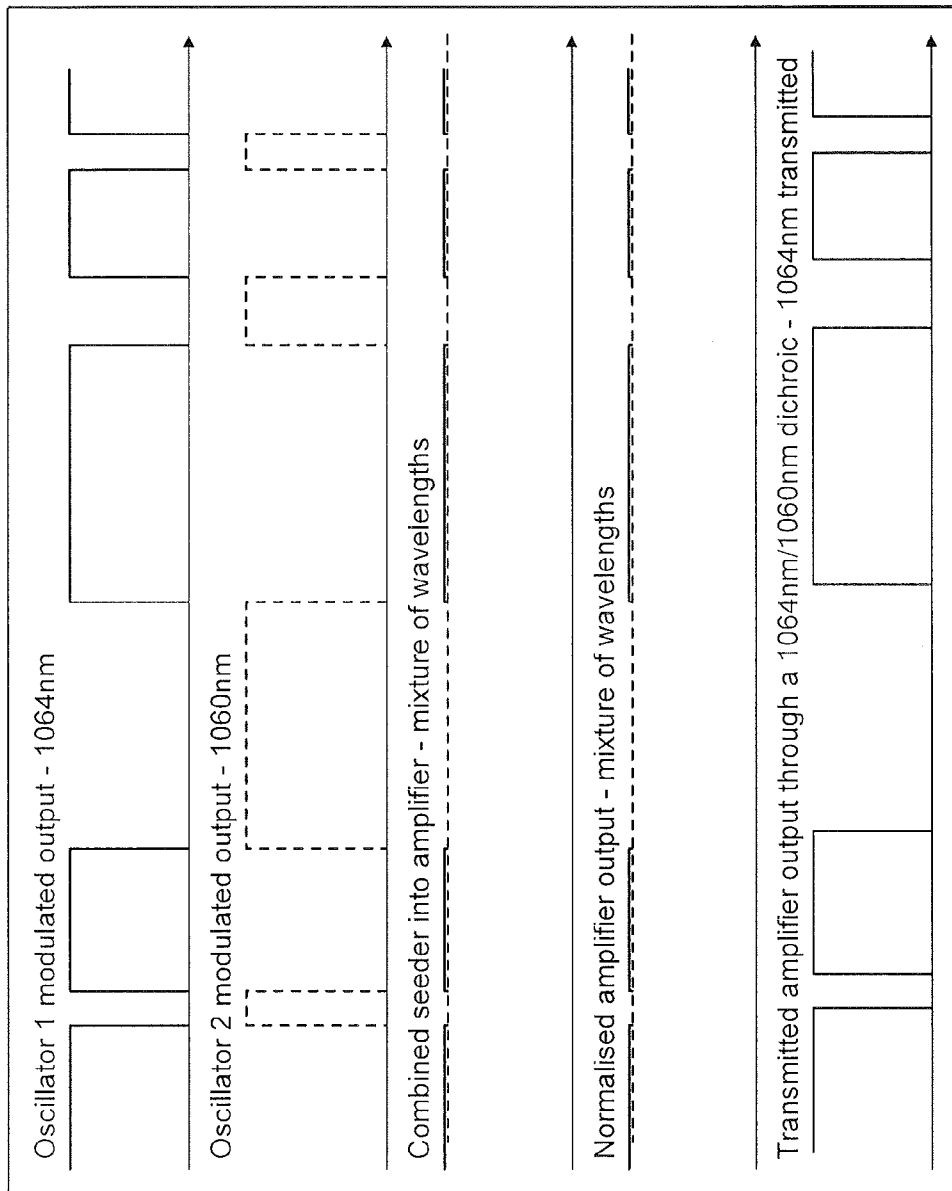 Oscillator 1 modulated output - 1064nm
Oscillator 2 modulated output - 1060nm
Combined seeder into amplifier - mixture of wavelengths
Normalised amplifier output - mixture of wavelengths
Transmitted amplifier output through a 1064nm/1060nm dichroic - 1064nm transmitted